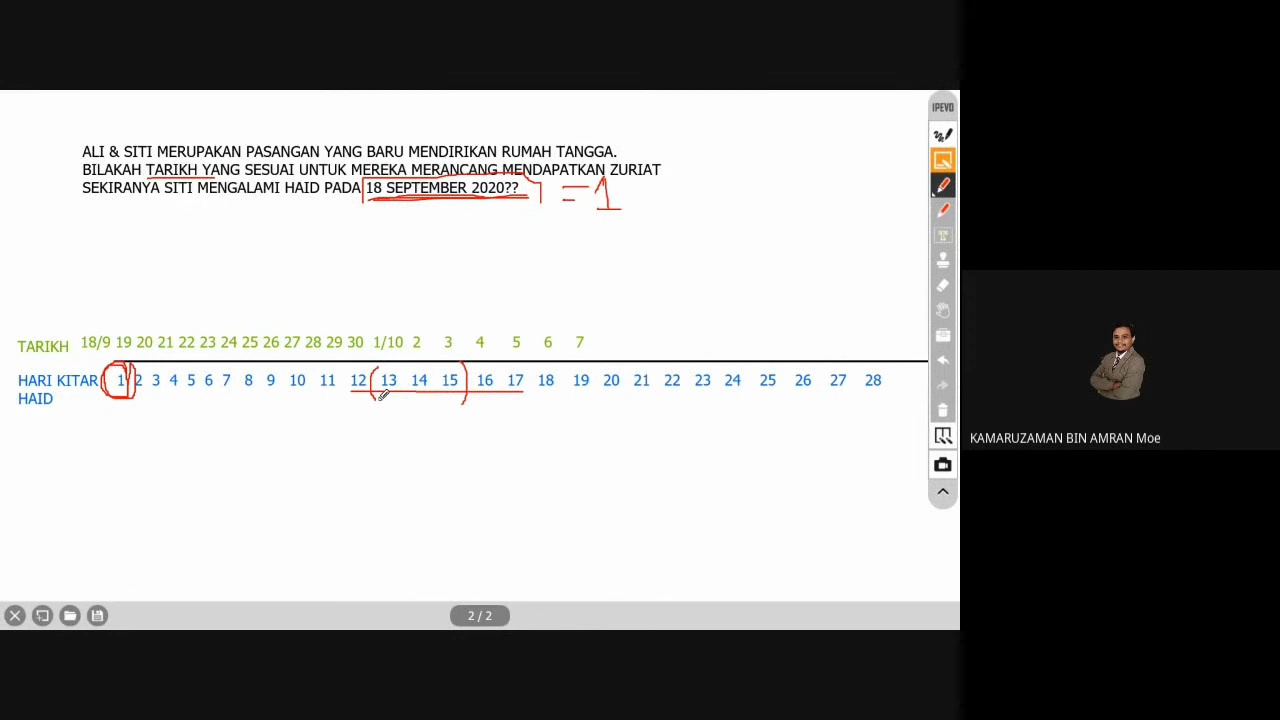 IPEVO
ALI & SITI MERUPAKAN PASANGAN YANG BARU MENDIRIKAN RUMAH TANGGA.
BILAKAH TARIKH YANG SESUAI UNTUK MEREKA MERANCANG MENDAPATKAN ZURIAT
SEKIRANYA SITI MENGALAMI HAID PADA 18 SEPTEMBER 2020?? = 1
TARIKH 18/9 19 20 21 22 23 24 25 26 27 28 29 30 1/10 2 3 4 5 6 7
HARI KITAR 1 2 3 4 5 6 7 8 9 10 11 12 13 14 15 16 17 18 19 20 21 22 23 24 25 26 27 28
HAID
KAMARUZAMAN BIN AMRAN Moe
2 / 2